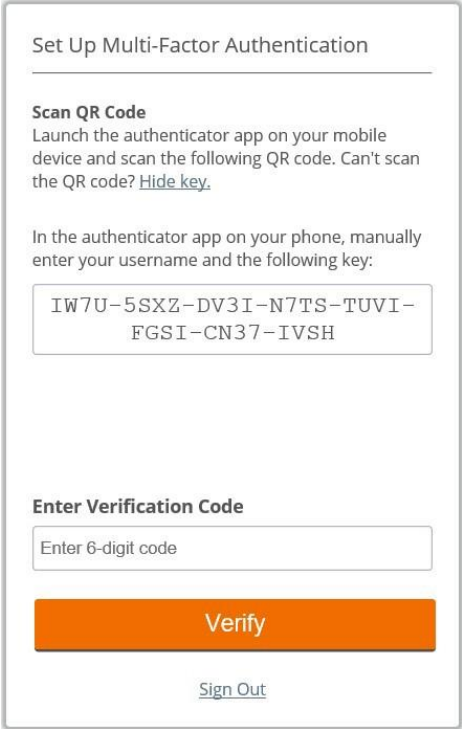 Set Up Multi-Factor Authentication
Scan QR Code
Launch the authenticator app on your mobile
device and scan the following QR code. Can't scan
the QR code? Hide key.
In the authenticator app on your phone, manually
enter your username and the following key:
IW7U-5SXZ-DV3I-N7TS-TUVI-
FGSI-CN37-IVSH
Enter Verification Code
Enter 6-digit code
Verify
Sign Out